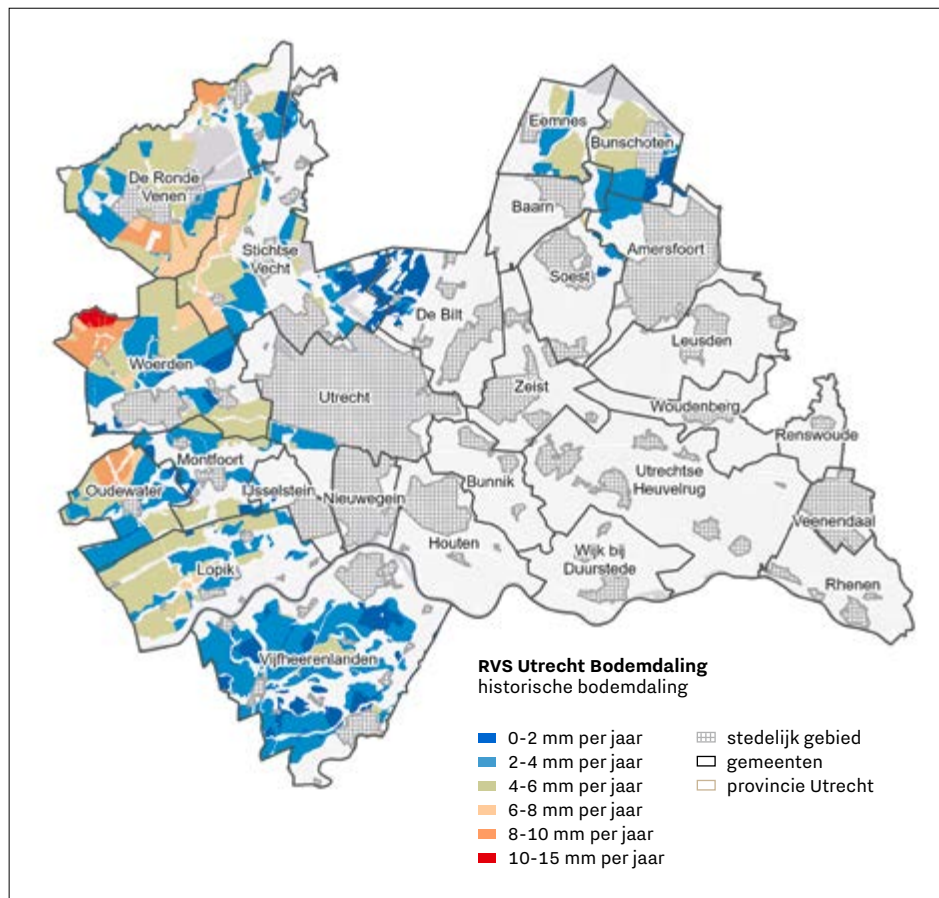 Eemnes
Bunschoten
De Ronde
Venen
Baarn
Stichtse
Vecht
Amersfoort
Soest
De Bilt
Leusden
Woerden
Zeist
Utrecht
Woudenberg
Renswoude
Montfoort
Oudewater
IJsselstein
Nieuwegein
Bunnik
Utrechtse
Heuvelrug
Veenendaal
Houten
Wijk bij
Duurstede
Lopik
Rhenen
Vijfheerenlanden
RVS Utrecht Bodemdaling
historische bodemdaling
0-2 mm per jaar
2-4 mm per jaar
4-6 mm per jaar
6-8 mm per jaar
8-10 mm per jaar
10-15 mm per jaar
stedelijk gebied
gemeenten
provincie Utrecht